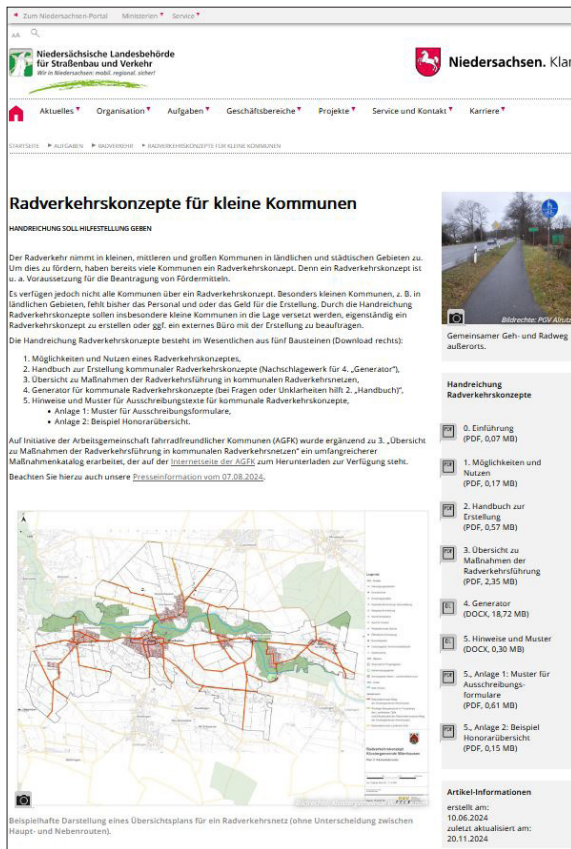 Zum Niedersachsen-Portal Ministerien Service
AA
Niedersächsische Landesbehörde
für Straßenbau und Verkehr
Wir in Niedersachsen: mobil. regional. sicher!
Niedersachsen. Klar
Aktuelles Organisation Aufgaben Geschäftsbereiche Projekte Service und Kontakt Karriere
STARTSEITE AUFGABEN RADVERKEHR RADVERKEHRSKONZEPTE FÜR KLEINE KOMMUNEN
Radverkehrskonzepte für kleine Kommunen
HANDREICHUNG SOLL HILFESTELLUNG GEBEN
Der Radverkehr nimmt in kleinen, mittleren und großen Kommunen in ländlichen und städtischen Gebieten zu.
Um dies zu fördern, haben bereits viele Kommunen ein Radverkehrskonzept. Denn ein Radverkehrskonzept ist
u. a. Voraussetzung für die Beantragung von Fördermitteln.
Es verfügen jedoch nicht alle Kommunen über ein Radverkehrskonzept. Besonders kleinen Kommunen, z. B. in
ländlichen Gebieten, fehlt bisher das Personal und oder das Geld für die Erstellung. Durch die Handreichung
Radverkehrskonzepte sollen insbesondere kleine Kommunen in die Lage versetzt werden, eigenständig ein
Radverkehrskonzept zu erstellen oder ggf. ein externes Büro mit der Erstellung zu beauftragen.
Die Handreichung Radverkehrskonzepte besteht im Wesentlichen aus fünf Bausteinen (Download rechts):
1. Möglichkeiten und Nutzen eines Radverkehrskonzeptes,
2. Handbuch zur Erstellung kommunaler Radverkehrskonzepte (Nachschlagewerk für 4. „Generator“),
3. Übersicht zu Maßnahmen der Radverkehrsführung in kommunalen Radverkehrsnetzen,
4. Generator für kommunale Radverkehrskonzepte (bei Fragen oder Unklarheiten hilft 2. „Handbuch)“,
5. Hinweise und Muster für Ausschreibungstexte für kommunale Radverkehrskonzepte,
• Anlage 1: Muster für Ausschreibungsformulare,
• Anlage 2: Beispiel Honorarübersicht.
Auf Initiative der Arbeitsgemeinschaft fahrradfreundlicher Kommunen (AGFK) wurde ergänzend zu 3. „Übersicht
zu Maßnahmen der Radverkehrsführung in kommunalen Radverkehrsnetzen“ ein umfangreicherer
Maßnahmenkatalog erarbeitet, der auf der Internetseite der AGFK zum Herunterladen zur Verfügung steht.
Beachten Sie hierzu auch unsere Presseinformation vom 07.08.2024.
Beispielhafte Darstellung eines Übersichtsplans für ein Radverkehrsnetz (ohne Unterscheidung zwischen
Haupt- und Nebenrouten).
Bildrechte: PGV Alrutz
Gemeinsamer Geh- und Radweg
außerorts.
Handreichung
Radverkehrskonzepte
0. Einführung
(PDF, 0,07 MB)
1. Möglichkeiten und
Nutzen
(PDF, 0,17 MB)
2. Handbuch zur
Erstellung
(PDF, 0,57 MB)
3. Übersicht zu
Maßnahmen der
Radverkehrsführung
(PDF, 2,35 MB)
4. Generator
(DOCX, 18,72 MB)
5. Hinweise und Muster
(DOCX, 0,30 MB)
5., Anlage 1: Muster für
Ausschreibungs-
formulare
(PDF, 0,61 MB)
5., Anlage 2: Beispiel
Honorarübersicht
(PDF, 0,15 MB)
Artikel-Informationen
erstellt am:
10.06.2024
zuletzt aktualisiert am:
20.11.2024